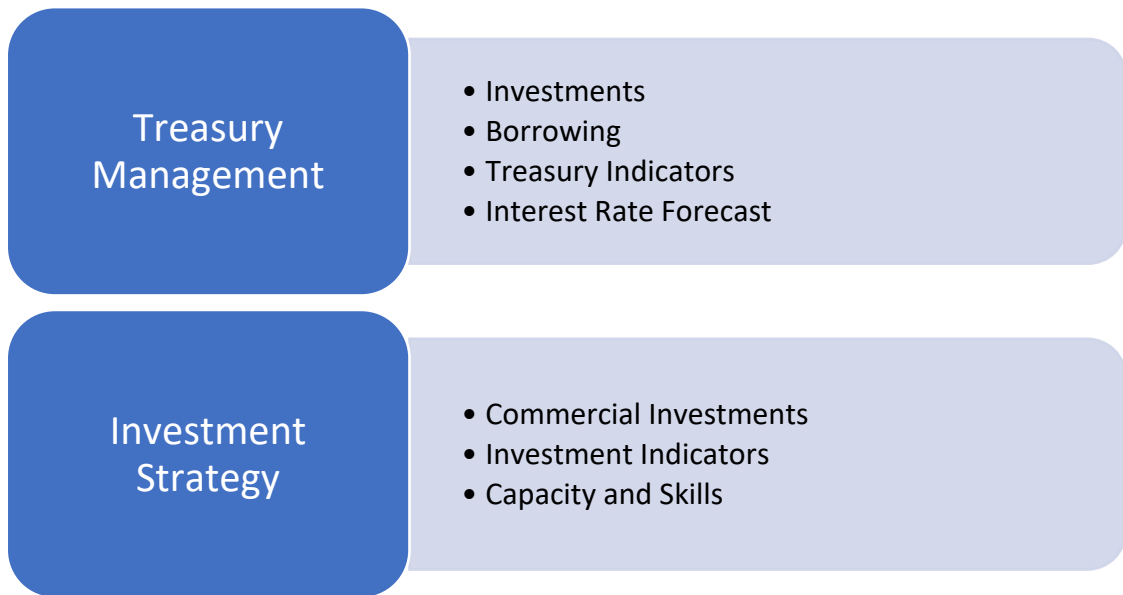 Treasury
Management
• Investments
• Borrowing
• Treasury Indicators
• Interest Rate Forecast
Investment
Strategy
• Commercial Investments
• Investment Indicators
• Capacity and Skills